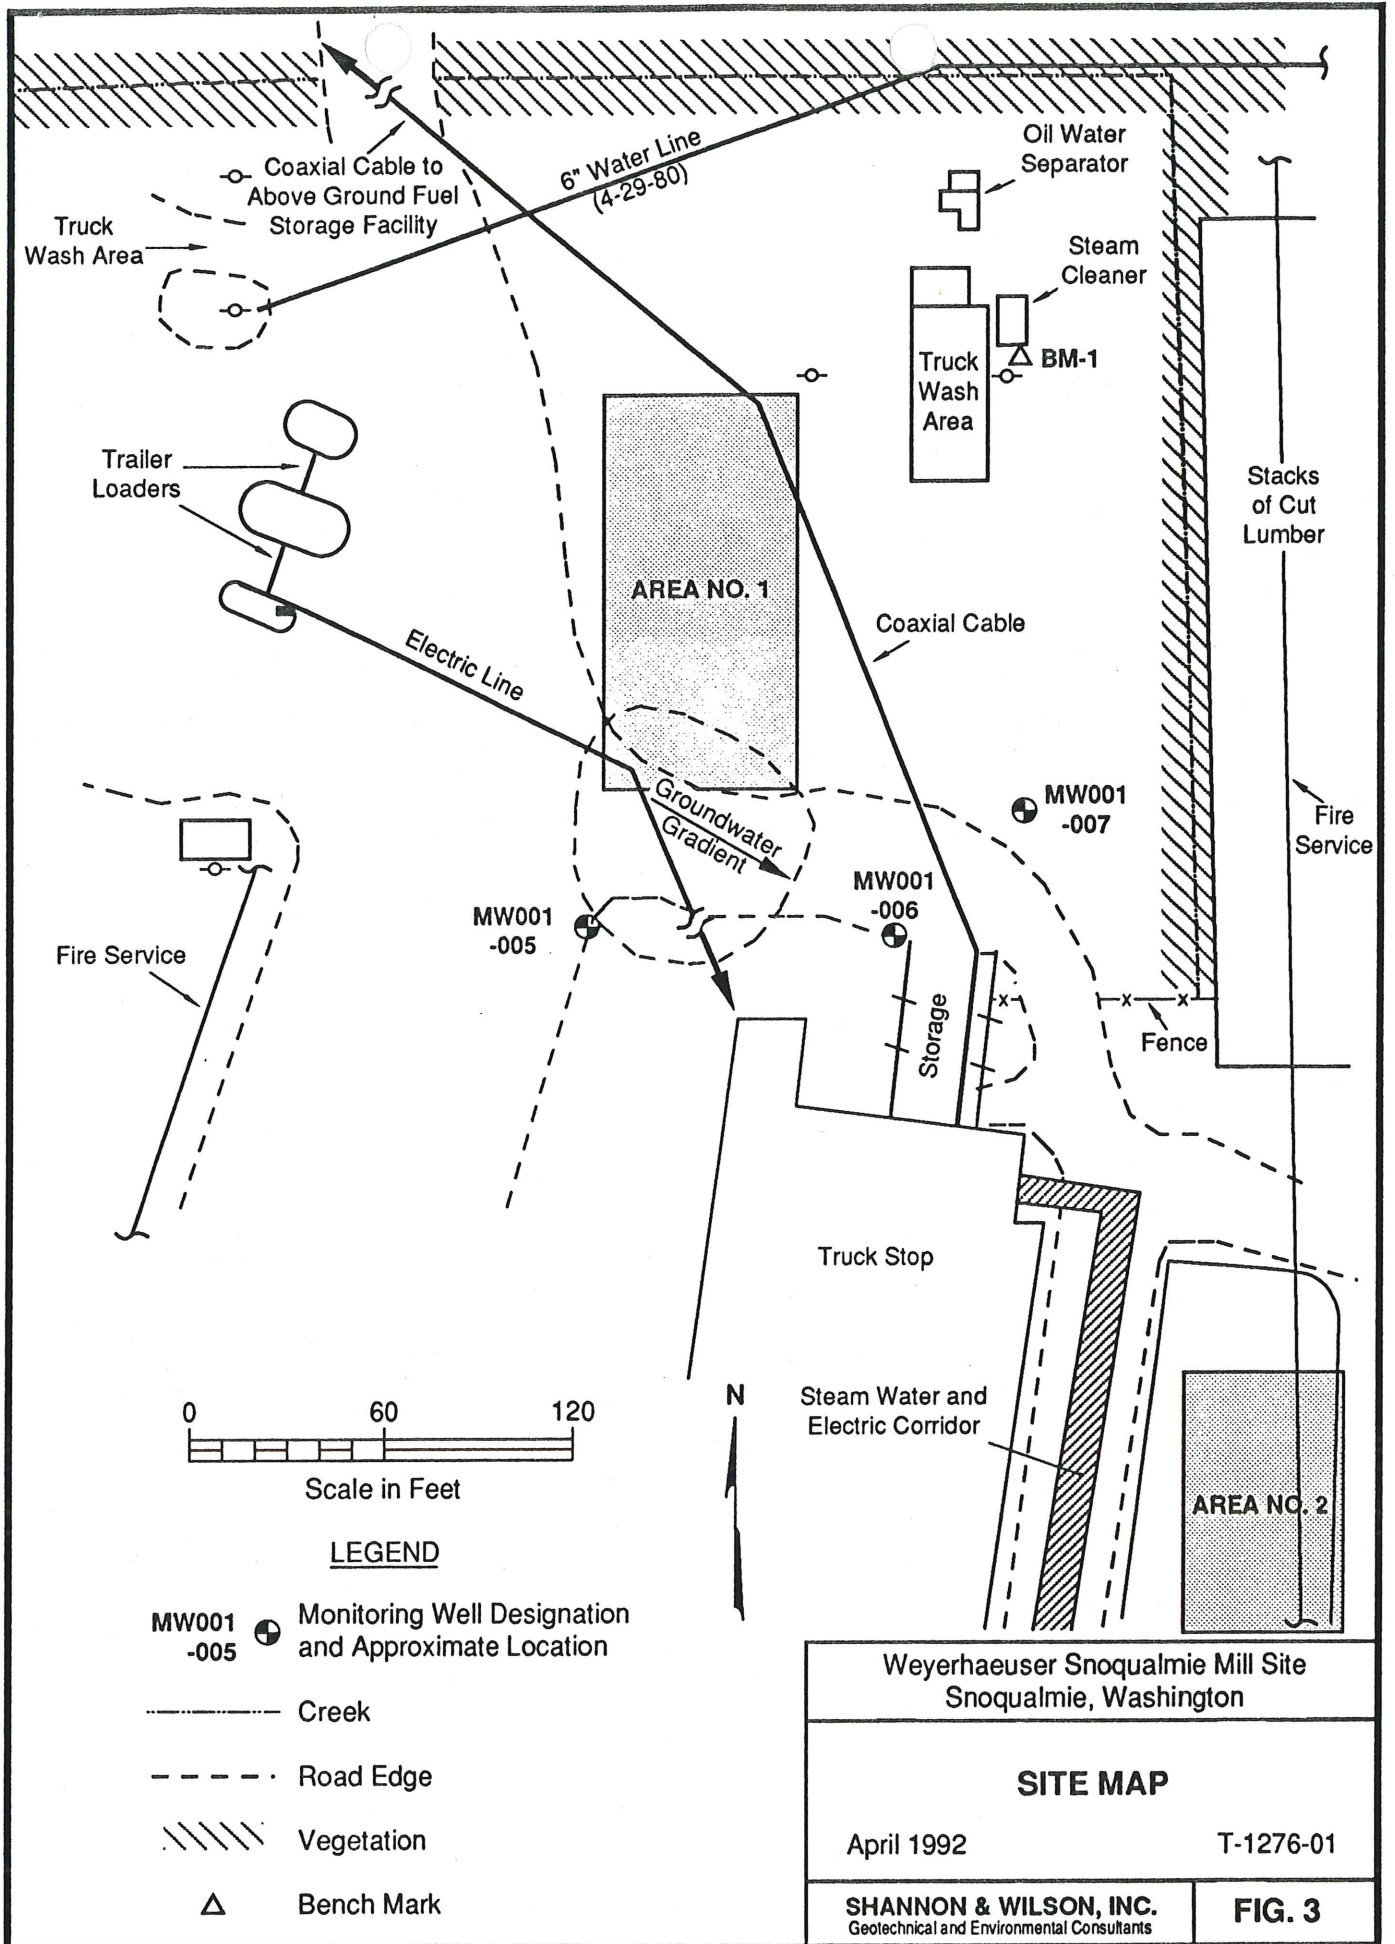 Coaxial Cable to
Above Ground Fuel
Storage Facility
6" Water Line
(4-29-80)
Oil Water
Separator
Truck
Wash Area
Steam
Cleaner
BM-1
Truck
Wash
Area
Trailer
Loaders
Stacks
of Cut
Lumber
AREA NO. 1
Coaxial Cable
Electric Line
Groundwater
Gradient
MW001
-007
Fire
Service
MW001
-006
MW001
-005
Fire Service
x
x
x
Storage
Fence
Truck Stop
Steam Water and
Electric Corridor
AREA NO. 2
N
0 60 120
Scale in Feet
LEGEND
MW001
-005
Monitoring Well Designation
and Approximate Location
Creek
Road Edge
Vegetation
Bench Mark
Weyerhaeuser Snoqualmie Mill Site
Snoqualmie, Washington
SITE MAP
April 1992 T-1276-01
SHANNON & WILSON, INC.
Geotechnical and Environmental Consultants
FIG. 3